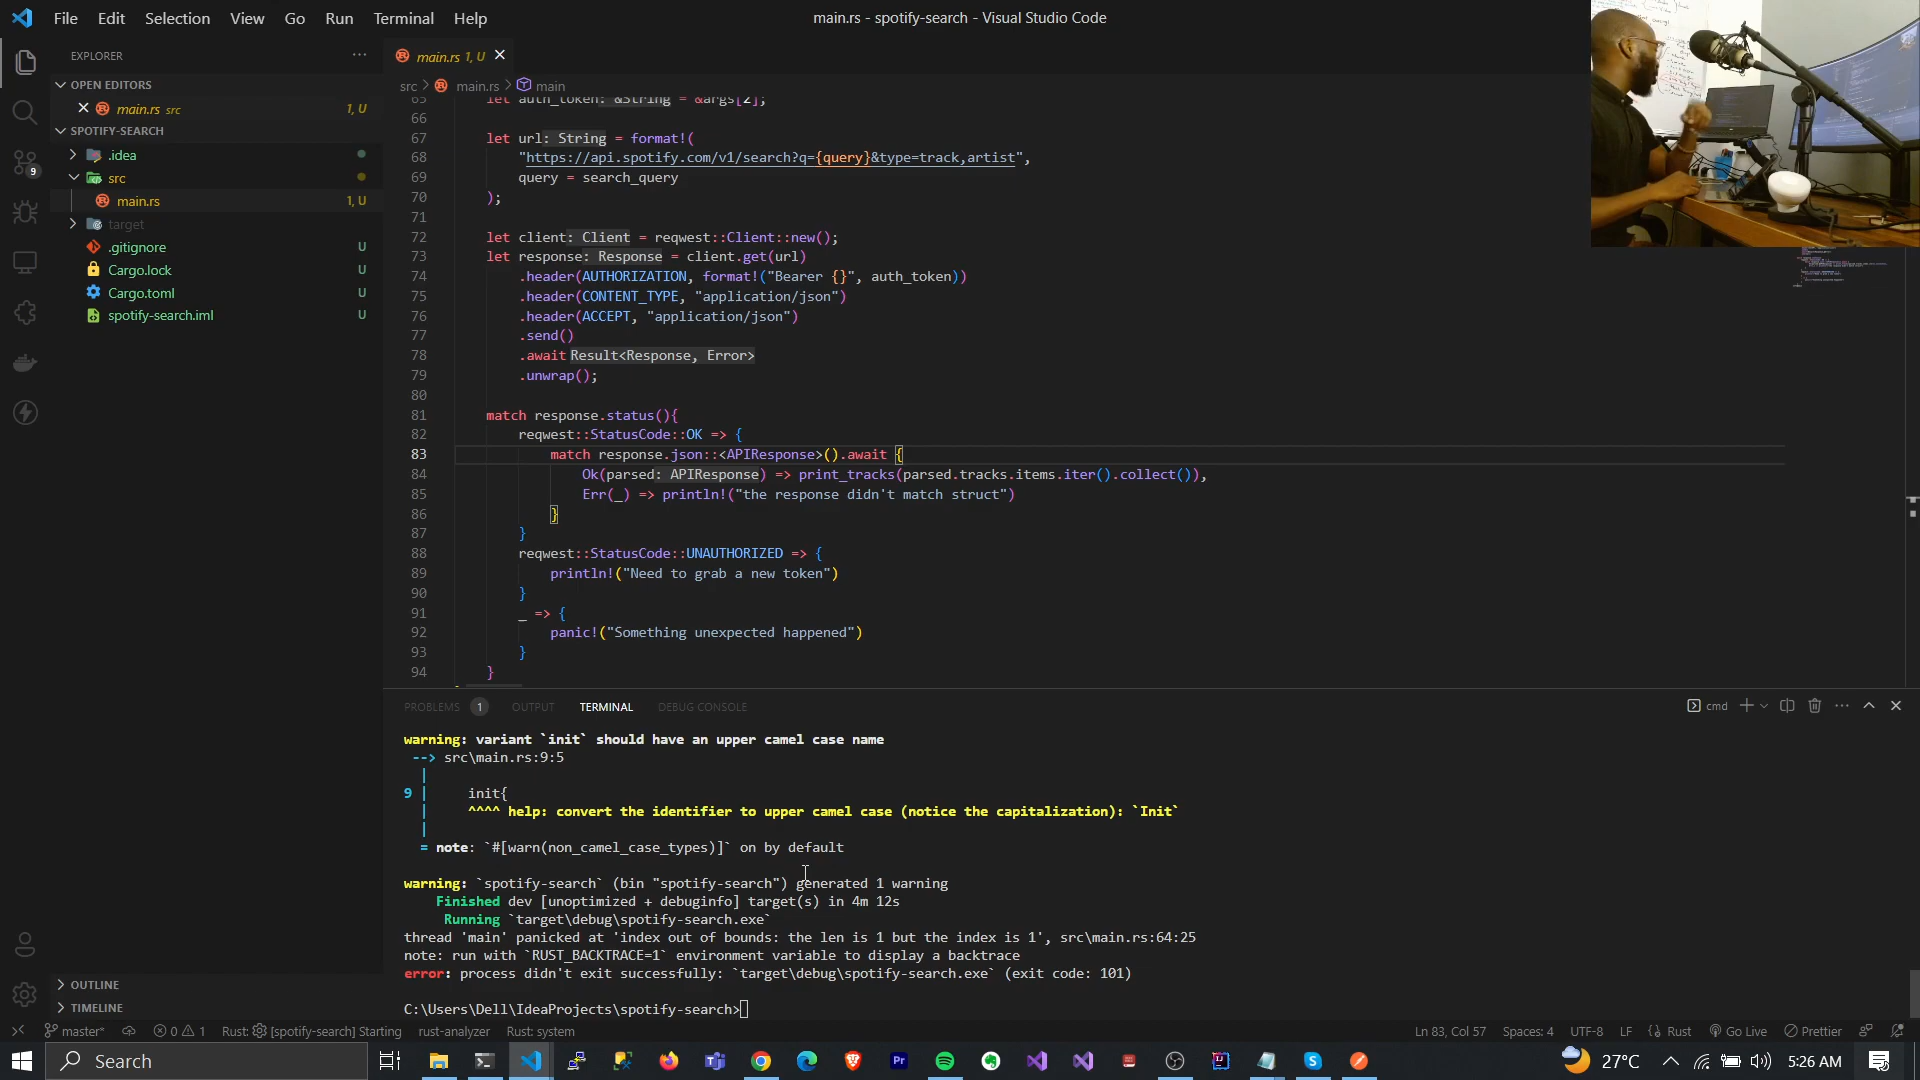 File Edit Selection View Go Run Terminal Help
main.rs - spotify-search - Visual Studio Code
EXPLORER
main.rs 1, U
OPEN EDITORS
src > main.rs > main
main.rs src 1, U
SPOTIFY-SEARCH
.idea
src
main.rs 1, U
target
.gitignore U
Cargo.lock U
Cargo.toml U
spotify-search.iml U
65 let auth_token: &String = &args[2];
66
67 let url: String = format!(
68 "https://api.spotify.com/v1/search?q={query}&type=track,artist",
69 query = search_query
70 );
71
72 let client: Client = reqwest::Client::new();
73 let response: Response = client.get(url)
74 .header(AUTHORIZATION, format!("Bearer {}", auth_token))
75 .header(CONTENT_TYPE, "application/json")
76 .header(ACCEPT, "application/json")
77 .send()
78 .await Result<Response, Error>
79 .unwrap();
80
81 match response.status(){
82 reqwest::StatusCode::OK => {
83 match response.json::<APIResponse>().await {
84 Ok(parsed: APIResponse) => print_tracks(parsed.tracks.items.iter().collect()),
85 Err(_) => println!("the response didn't match struct")
86 }
87 }
88 reqwest::StatusCode::UNAUTHORIZED => {
89 println!("Need to grab a new token")
90 }
91 _ => {
92 panic!("Something unexpected happened")
93 }
94 }
PROBLEMS 1 OUTPUT TERMINAL DEBUG CONSOLE
cmd
warning: variant `init` should have an upper camel case name
--> src\main.rs:9:5
|
9 | init{
| ^^^^ help: convert the identifier to upper camel case (notice the capitalization): `Init`
|
= note: `#[warn(non_camel_case_types)]` on by default
warning: `spotify-search` (bin "spotify-search") generated 1 warning
Finished dev [unoptimized + debuginfo] target(s) in 4m 12s
Running `target\debug\spotify-search.exe`
thread 'main' panicked at 'index out of bounds: the len is 1 but the index is 1', src\main.rs:64:25
note: run with `RUST_BACKTRACE=1` environment variable to display a backtrace
error: process didn't exit successfully: `target\debug\spotify-search.exe` (exit code: 101)
C:\Users\Dell\IdeaProjects\spotify-search>
9
OUTLINE
TIMELINE
master* 0 1 Rust: [spotify-search] Starting rust-analyzer Rust: system
Ln 83, Col 57 Spaces: 4 UTF-8 LF Rust Go Live Prettier
Search
27°C 5:26 AM